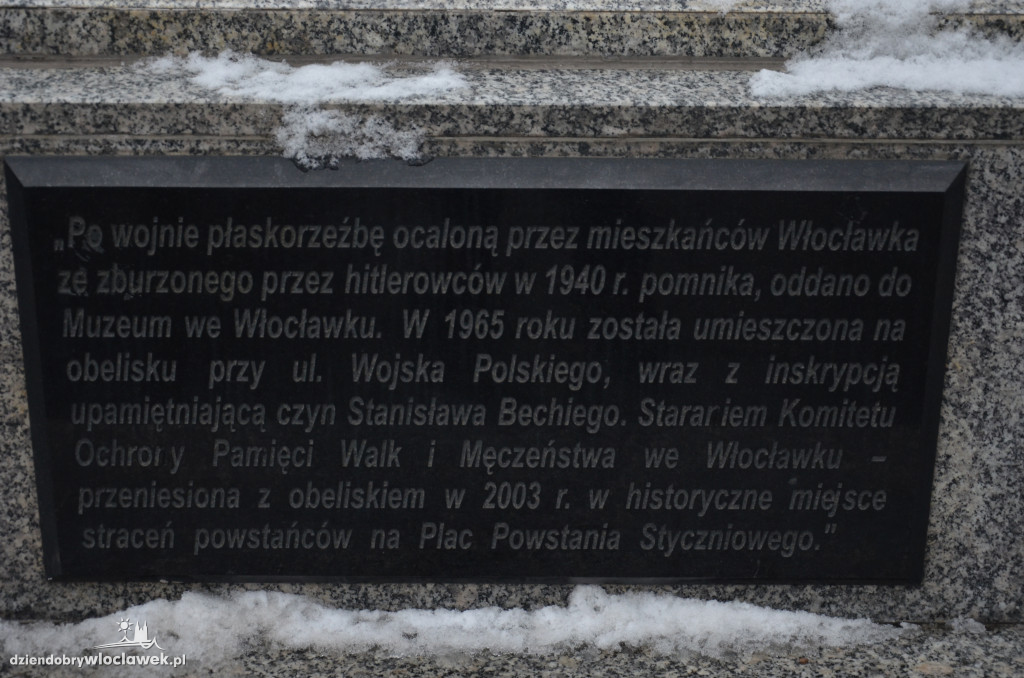 „Po wojnie płaskorzeźbę ocaloną przez mieszkańców Włocławka
ze zburzonego przez hitlerowców w 1940 r. pomnika, oddano do
Muzeum we Włocławku. W 1965 roku została umieszczona na
obelisku przy ul. Wojska Polskiego, wraz z inskrypcją
upamiętniającą czyn Stanisława Bechiego. Staraniem Komitetu
Ochrony Pamięci Walk i Męczeństwa we Włocławku –
przeniesiona z obeliskiem w 2003 r. w historyczne miejsce
straceń powstańców na Plac Powstania Styczniowego.”
dziendobrywloclawek.pl